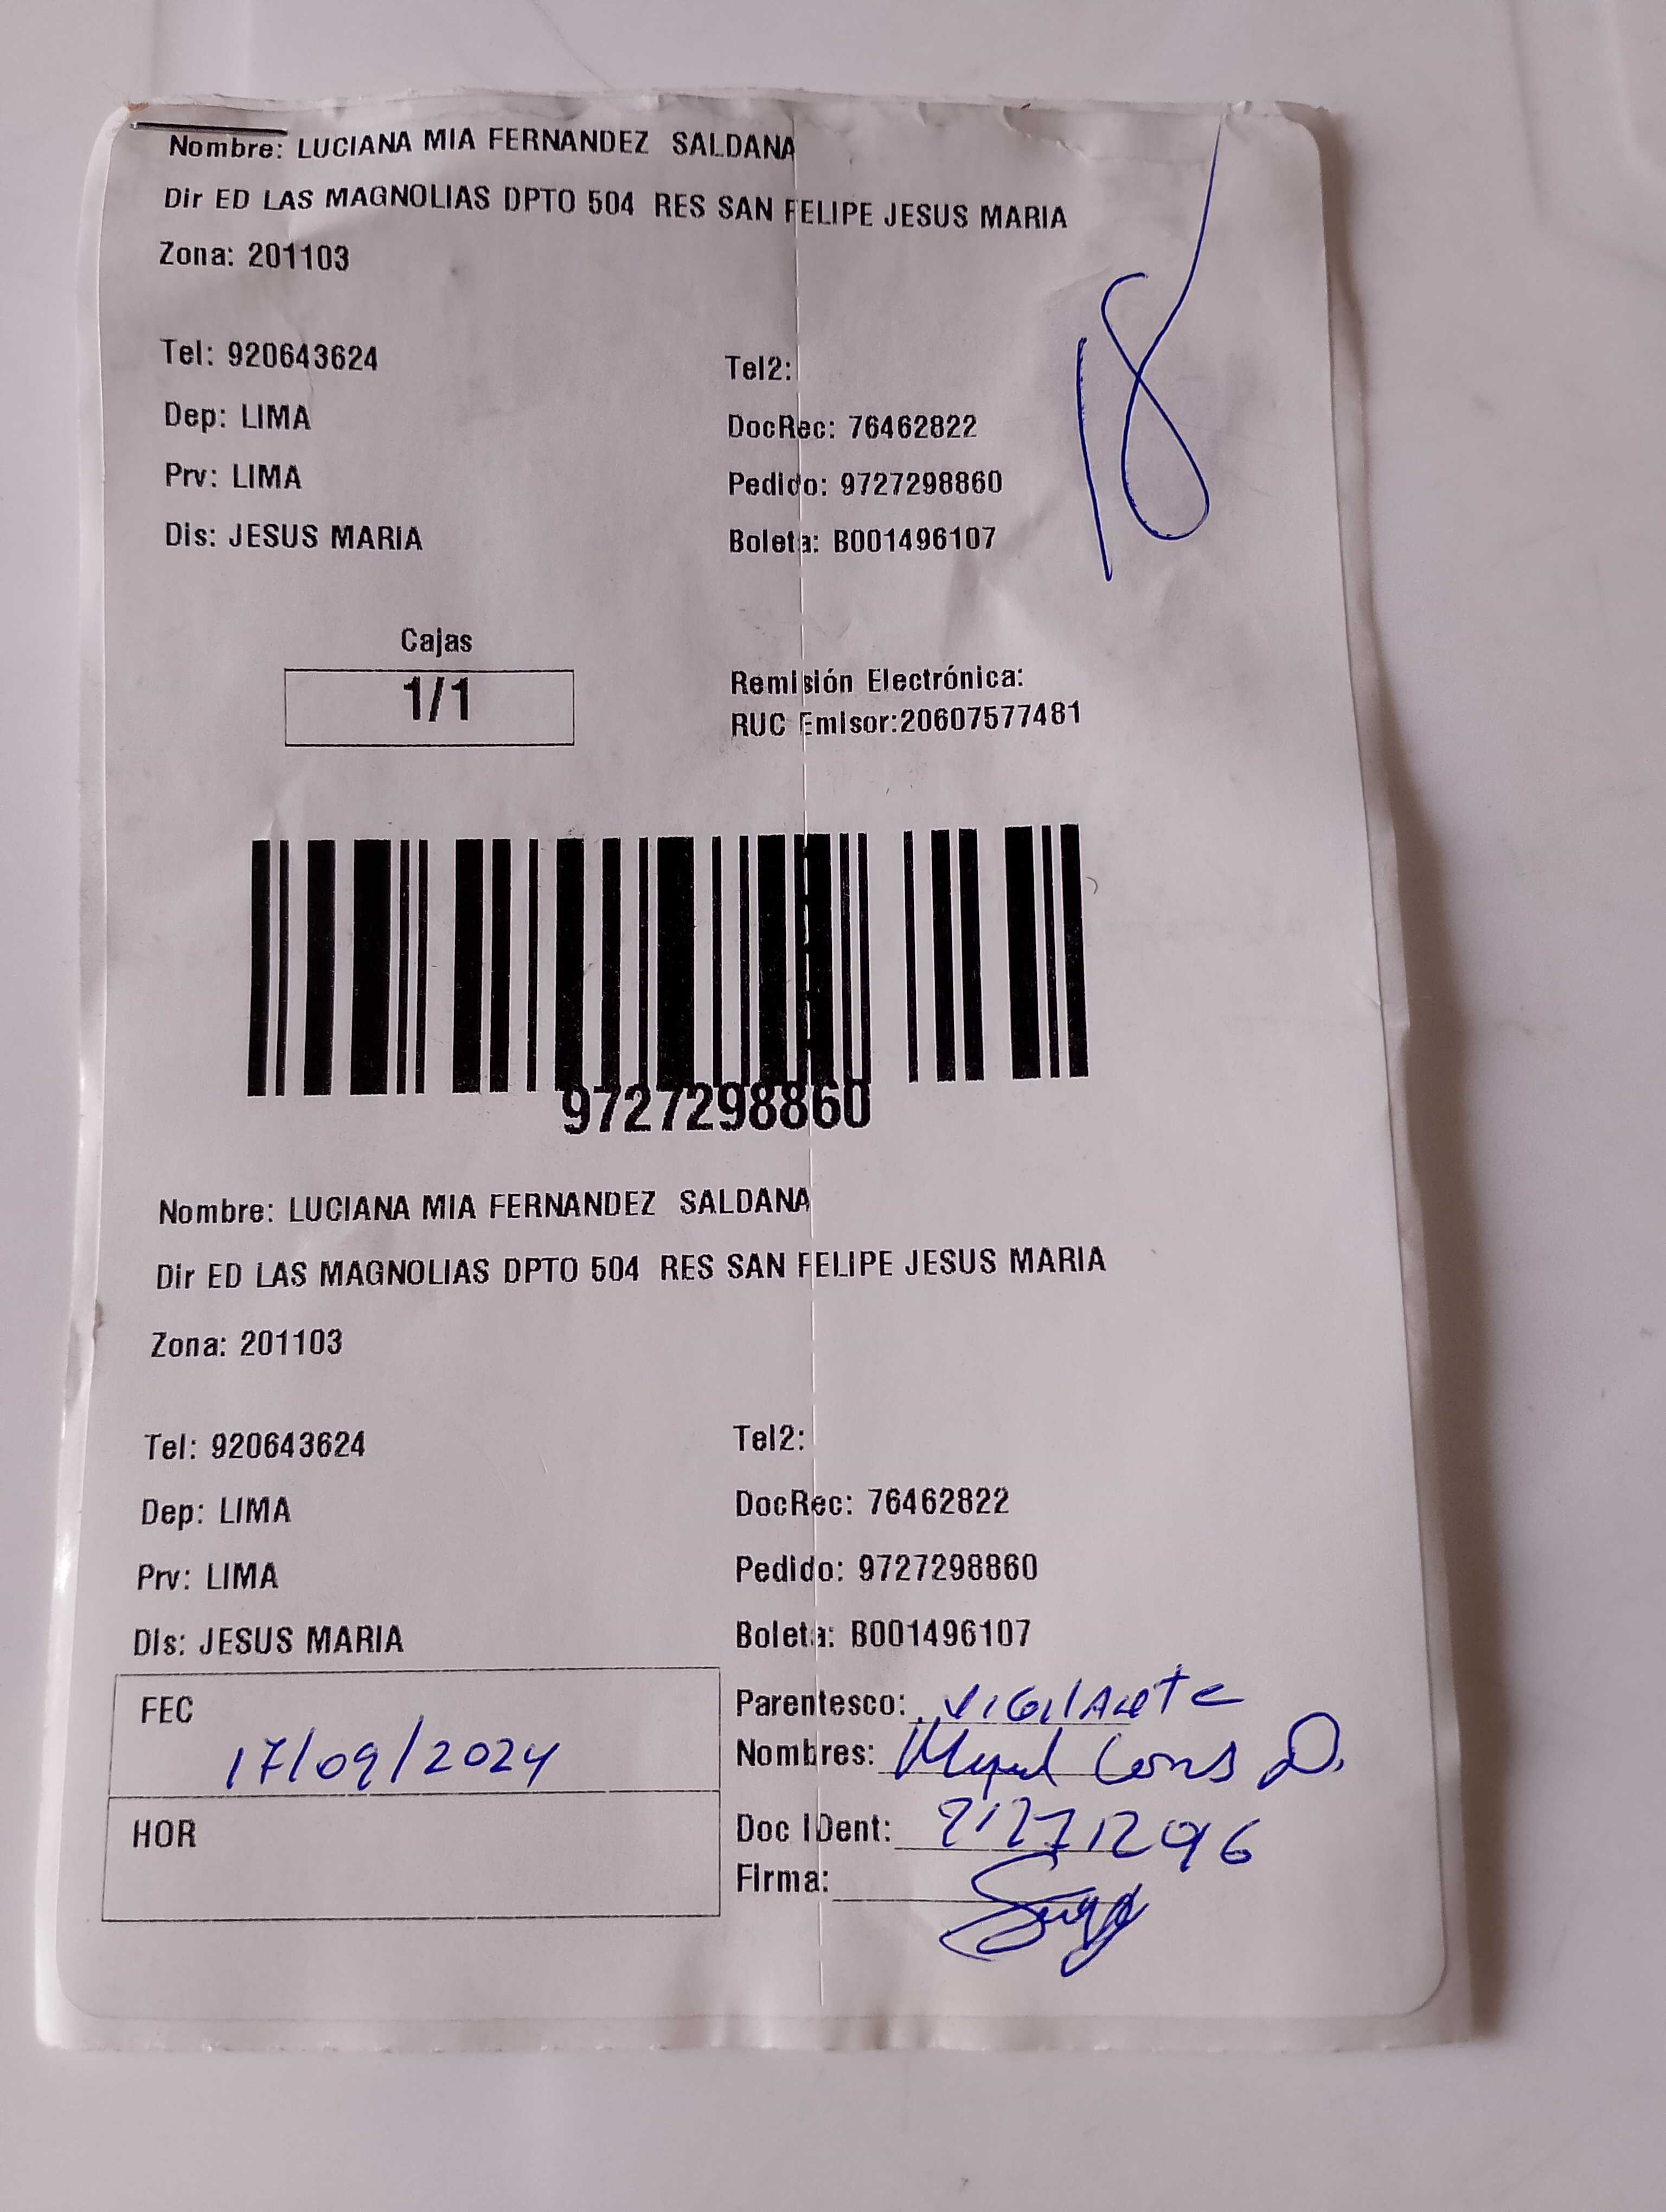 Nombre: LUCIANA MIA FERNANDEZ SALDANA
Dir ED LAS MAGNOLIAS DPTO 504 RES SAN FELIPE JESUS MARIA
Zona: 201103
18
Tel: 920643624 Tel2:
Dep: LIMA DocRec: 76462822
Prv: LIMA Pedido: 9727298860
Dis: JESUS MARIA Boleta: B001496107
Cajas
1/1
Remisión Electrónica:
RUC Emisor:20607577481
9727298860
Nombre: LUCIANA MIA FERNANDEZ SALDANA
Dir ED LAS MAGNOLIAS DPTO 504 RES SAN FELIPE JESUS MARIA
Zona: 201103
Tel: 920643624 Tel2:
Dep: LIMA DocRec: 76462822
Prv: LIMA Pedido: 9727298860
Dis: JESUS MARIA Boleta: B001496107
FEC
17/09/2024
HOR
Parentesco: Vigilante
Nombres: Miguel
Doc IDent:
Firma: